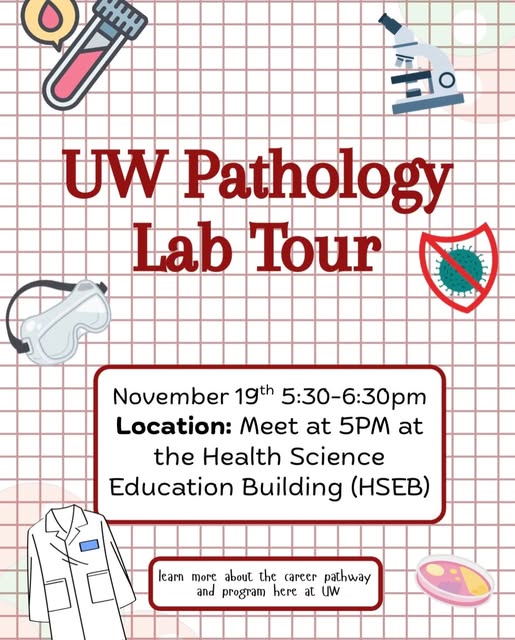 UW Pathology
Lab Tour
November 19th 5:30-6:30pm
Location: Meet at 5PM at
the Health Science
Education Building (HSEB)
learn more about the career pathway
and program here at UW